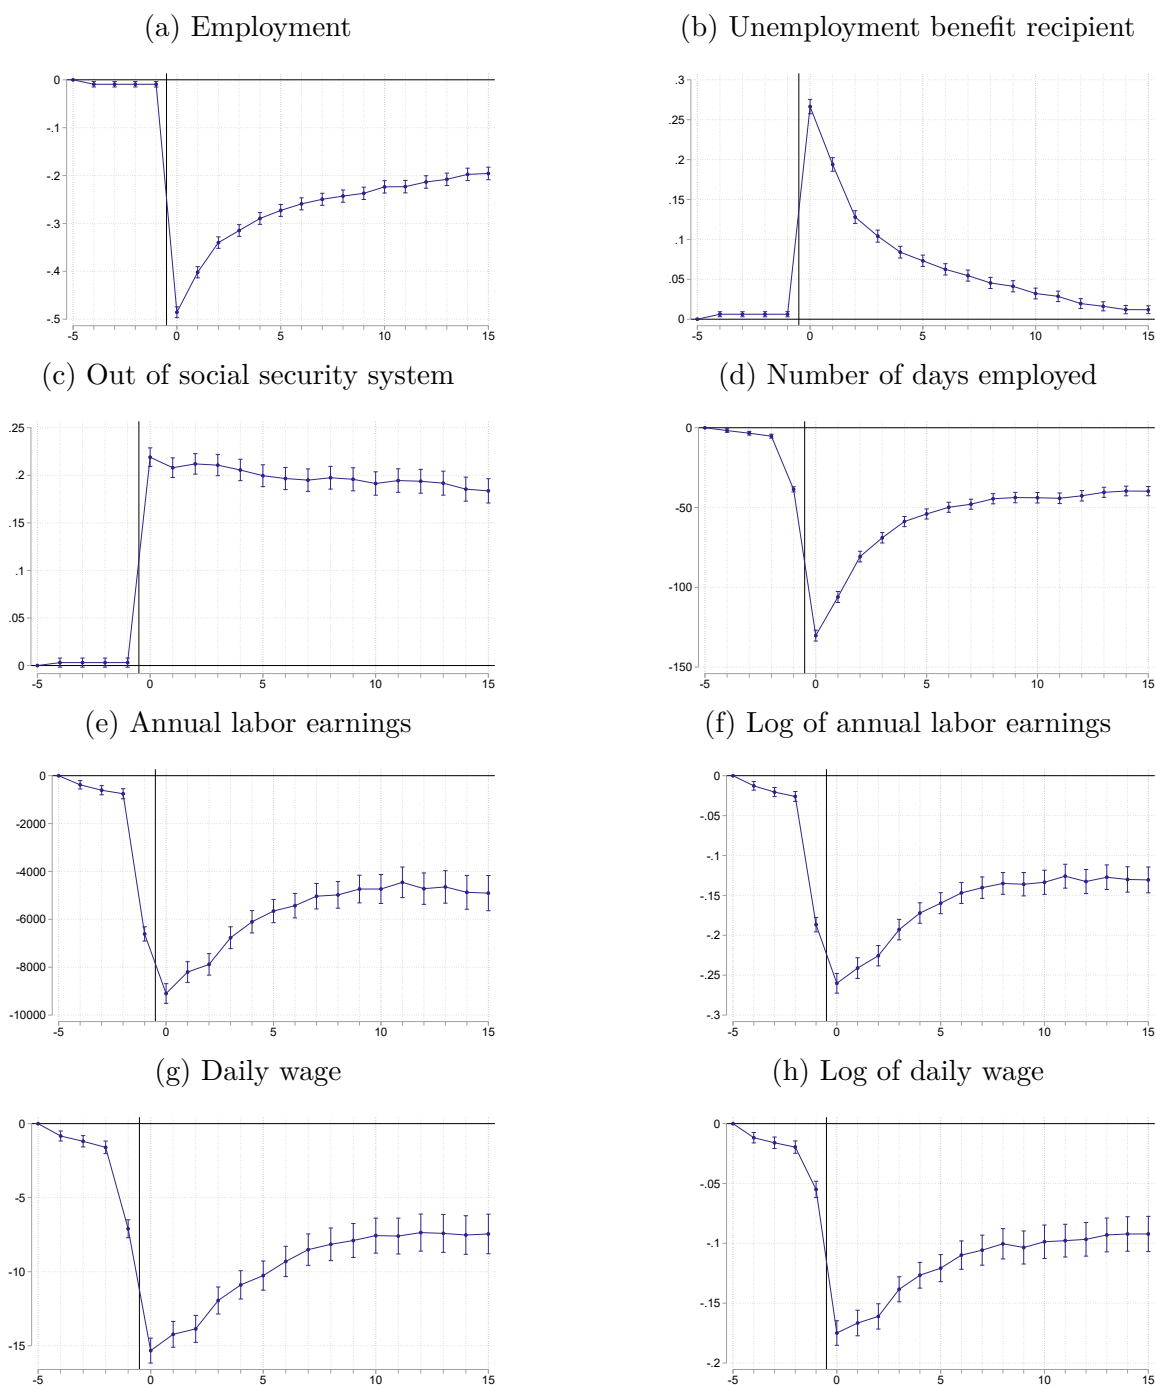 (a) Employment
(b) Unemployment benefit recipient
0
-.1
-.2
-.3
-.4
-.5
-5 0 5 10 15
.3
.25
.2
.15
.1
.05
0
-5 0 5 10 15
(c) Out of social security system
(d) Number of days employed
.25
.2
.15
.1
.05
0
-5 0 5 10 15
0
-50
-100
-150
-5 0 5 10 15
(e) Annual labor earnings
(f) Log of annual labor earnings
0
-2000
-4000
-6000
-8000
-10000
-5 0 5 10 15
0
-.05
-.1
-.15
-.2
-.25
-.3
-5 0 5 10 15
(g) Daily wage
(h) Log of daily wage
0
-5
-10
-15
-5 0 5 10 15
0
-.05
-.1
-.15
-.2
-5 0 5 10 15